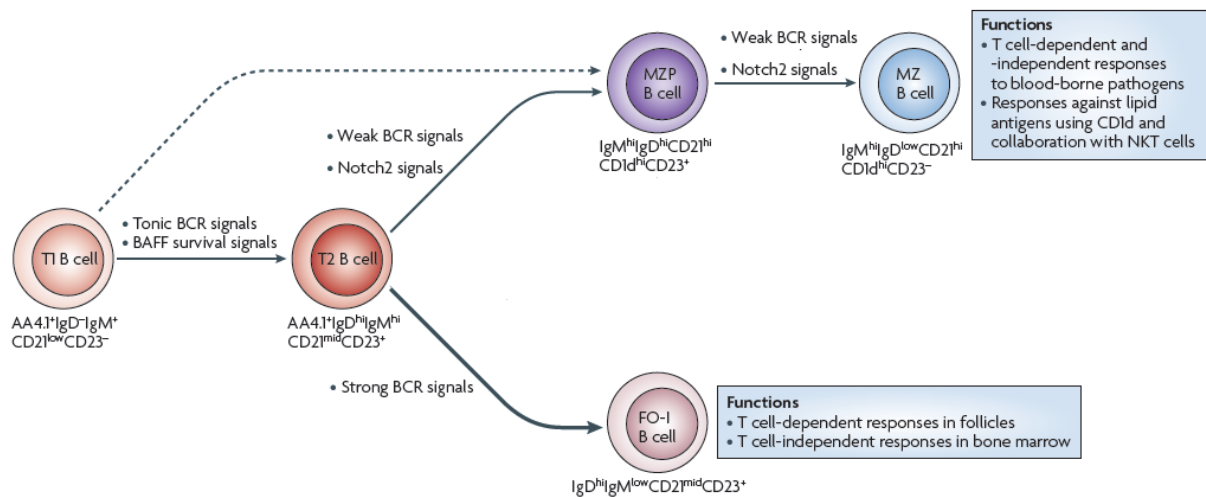 Functions
• T cell-dependent and
-independent responses
to blood-borne pathogens
• Responses against lipid
antigens using CD1d and
collaboration with NKT cells
• Weak BCR signals
• Notch2 signals
MZP
B cell
MZ
B cell
IgMʰⁱIgDʰⁱCD21ʰⁱ
CD1dʰⁱCD23⁺
IgMʰⁱIgDˡᵒʷCD21ʰⁱ
CD1dʰⁱCD23⁻
• Weak BCR signals
• Notch2 signals
• Tonic BCR signals
• BAFF survival signals
T1 B cell
T2 B cell
AA4.1⁺IgD⁻IgM⁺
CD21ˡᵒʷCD23⁻
AA4.1⁺IgDʰⁱIgMʰⁱ
CD21ᵐⁱᵈCD23⁺
• Strong BCR signals
FO-I
B cell
Functions
• T cell-dependent responses in follicles
• T cell-independent responses in bone marrow
IgDʰⁱIgMˡᵒʷCD21ᵐⁱᵈCD23⁺